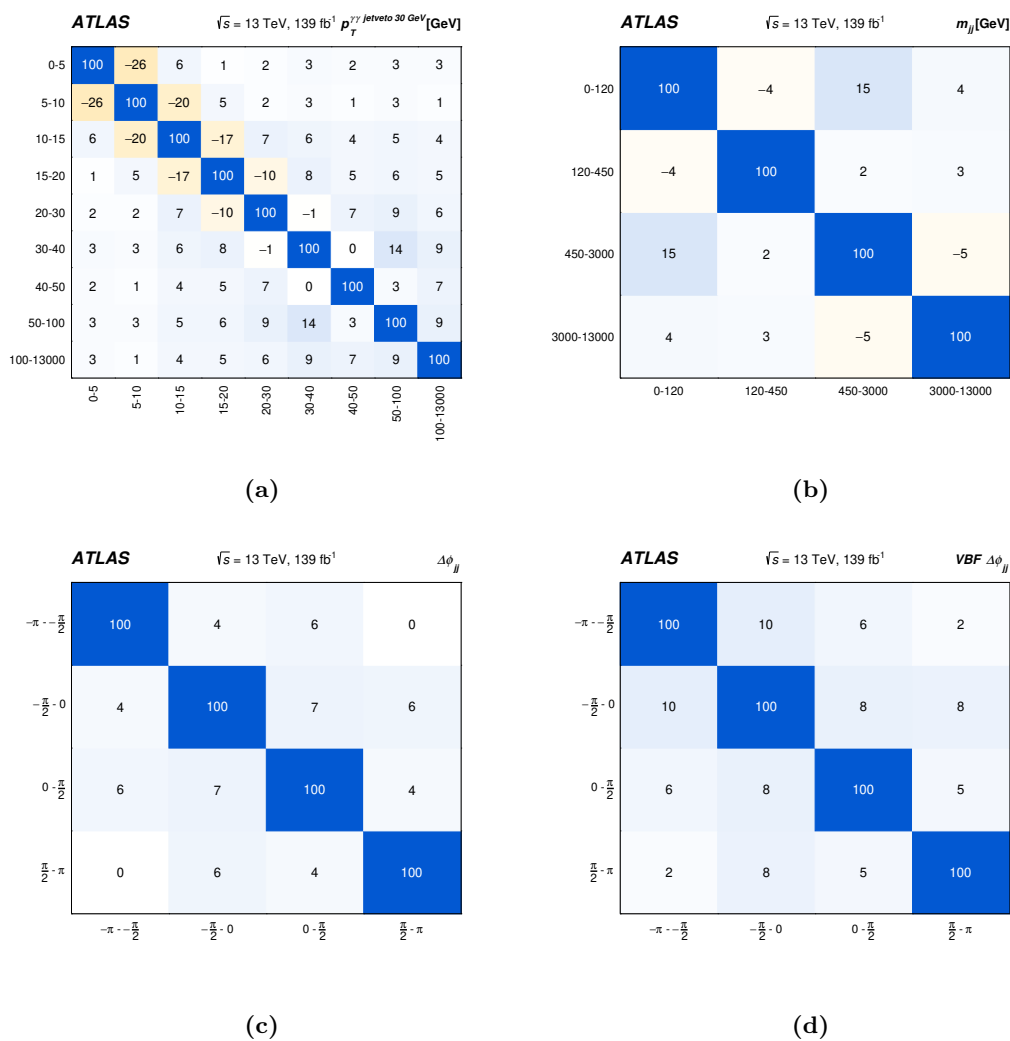 ATLAS √s = 13 TeV, 139 fb-1 p_T^γγ jetveto 30 GeV [GeV]
0-5 100 −26 6 1 2 3 2 3 3
5-10 −26 100 −20 5 2 3 1 3 1
10-15 6 −20 100 −17 7 6 4 5 4
15-20 1 5 −17 100 −10 8 5 6 5
20-30 2 2 7 −10 100 −1 7 9 6
30-40 3 3 6 8 −1 100 0 14 9
40-50 2 1 4 5 7 0 100 3 7
50-100 3 3 5 6 9 14 3 100 9
100-13000 3 1 4 5 6 9 7 9 100
0-5 5-10 10-15 15-20 20-30 30-40 40-50 50-100 100-13000
(a)
ATLAS √s = 13 TeV, 139 fb-1 m_jj[GeV]
0-120 100 −4 15 4
120-450 −4 100 2 3
450-3000 15 2 100 −5
3000-13000 4 3 −5 100
0-120 120-450 450-3000 3000-13000
(b)
ATLAS √s = 13 TeV, 139 fb-1 Δϕ_jj
−π - −π/2 100 4 6 0
−π/2 - 0 4 100 7 6
0 - π/2 6 7 100 4
π/2 - π 0 6 4 100
−π - −π/2 −π/2 - 0 0 - π/2 π/2 - π
(c)
ATLAS √s = 13 TeV, 139 fb-1 VBF Δϕ_jj
−π - −π/2 100 10 6 2
−π/2 - 0 10 100 8 8
0 - π/2 6 8 100 5
π/2 - π 2 8 5 100
−π - −π/2 −π/2 - 0 0 - π/2 π/2 - π
(d)